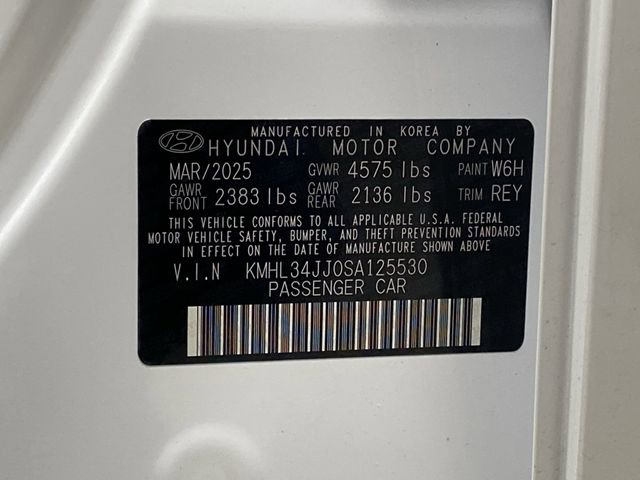 MANUFACTURED IN KOREA BY
HYUNDAI MOTOR COMPANY
MAR/2025 GVWR 4575 lbs PAINT W6H
GAWR FRONT 2383 lbs GAWR REAR 2136 lbs TRIM REY
THIS VEHICLE CONFORMS TO ALL APPLICABLE U.S.A. FEDERAL
MOTOR VEHICLE SAFETY, BUMPER, AND THEFT PREVENTION STANDARDS
IN EFFECT ON THE DATE OF MANUFACTURE SHOWN ABOVE
V.I.N KMHL34JJ0SA125530
PASSENGER CAR